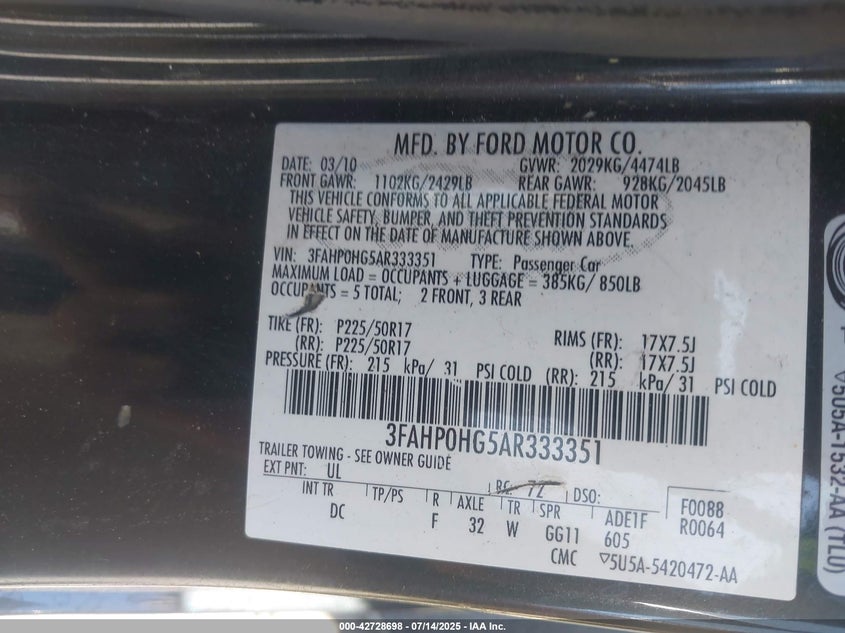 MFD. BY FORD MOTOR CO.
DATE: 03/10 GVWR: 2029KG/4474LB
FRONT GAWR: 1102KG/2429LB REAR GAWR: 928KG/2045LB
THIS VEHICLE CONFORMS TO ALL APPLICABLE FEDERAL MOTOR
VEHICLE SAFETY, BUMPER, AND THEFT PREVENTION STANDARDS
IN EFFECT ON THE DATE OF MANUFACTURE SHOWN ABOVE.
VIN: 3FAHP0HG5AR333351 TYPE: Passenger Car
MAXIMUM LOAD = OCCUPANTS + LUGGAGE = 385KG/ 850LB
OCCUPANTS = 5 TOTAL; 2 FRONT, 3 REAR
TIRE (FR): P225/50R17 RIMS (FR): 17X7.5J
(RR): P225/50R17 (RR): 17X7.5J
PRESSURE (FR): 215 kPa/ 31 PSI COLD (RR): 215 kPa/ 31 PSI COLD
3FAHP0HG5AR333351
TRAILER TOWING - SEE OWNER GUIDE
EXT PNT: UL RC: 72 DSO:
INT TR TP/PS R AXLE TR SPR ADE1F F0088
DC F 32 W GG11 605 R0064
CMC ▽5U5A-5420472-AA
▽5U5A-1532-AA (TLO)
000-42728698 - 07/14/2025 - IAA Inc.